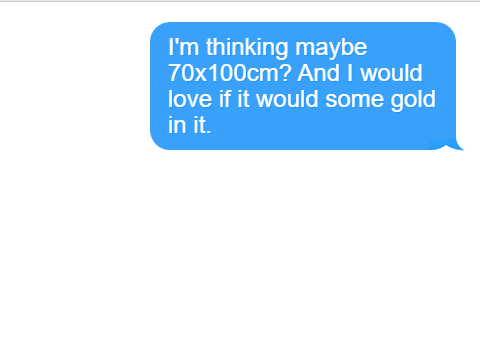 I'm thinking maybe
70x100cm? And I would
love if it would some gold
in it.